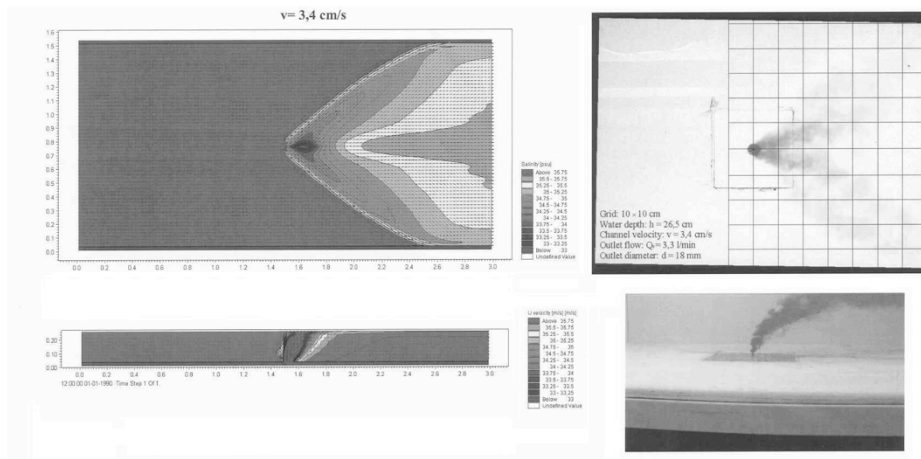 v= 3,4 cm/s
1.6
1.5
1.4
1.3
1.2
1.1
1.0
0.9
0.8
0.7
0.6
0.5
0.4
0.3
0.2
0.1
0.0
0.0 0.2 0.4 0.6 0.8 1.0 1.2 1.4 1.6 1.8 2.0 2.2 2.4 2.6 2.8 3.0
Salinity [psu]
Above 35.75
35.5 - 35.75
35.25 - 35.5
35 - 35.25
34.75 - 35
34.5 - 34.75
34.25 - 34.5
34 - 34.25
33.75 - 34
33.5 - 33.75
33.25 - 33.5
33 - 33.25
Below 33
Undefined Value
Grid: 10 × 10 cm
Water depth: h = 26,5 cm
Channel velocity: v = 3,4 cm/s
Outlet flow: Q = 3,3 l/min
Outlet diameter: d = 18 mm
0.20
0.10
0.00
0.0 0.2 0.4 0.6 0.8 1.0 1.2 1.4 1.6 1.8 2.0 2.2 2.4 2.6 2.8 3.0
12:00:00 01-01-1990 Time Step 1 Of 1
U velocity [m/s] [m/s]
Above 35.75
35.5 - 35.75
35.25 - 35.5
35 - 35.25
34.75 - 35
34.5 - 34.75
34.25 - 34.5
34 - 34.25
33.75 - 34
33.5 - 33.75
33.25 - 33.5
33 - 33.25
Below 33
Undefined Value